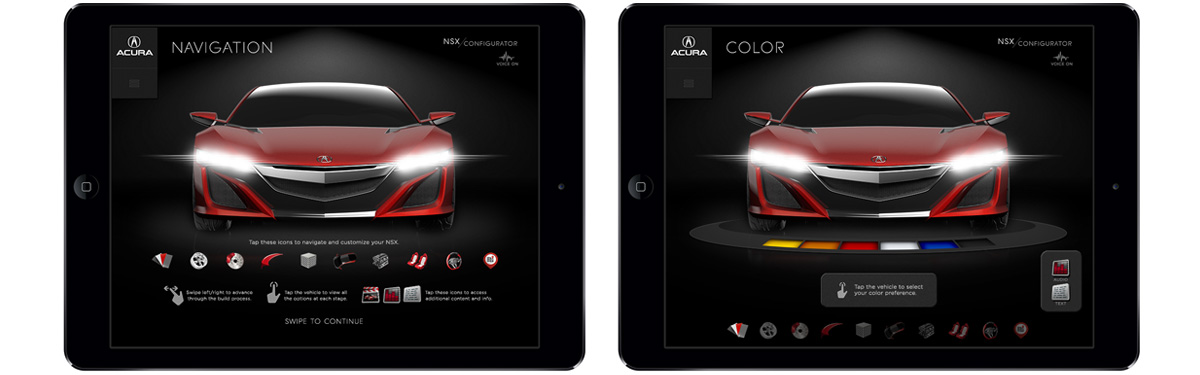 ACURA
NAVIGATION
NSX/CONFIGURATOR
VOICE ON
Tap these icons to navigate and customize your NSX.
Swipe left/right to advance
through the build process.
Tap the vehicle to view all
the options at each stage.
Tap these icons to access
additional content and info.
SWIPE TO CONTINUE
ACURA
COLOR
NSX/CONFIGURATOR
VOICE ON
Tap the vehicle to select
your color preference.
AUDIO
TEXT